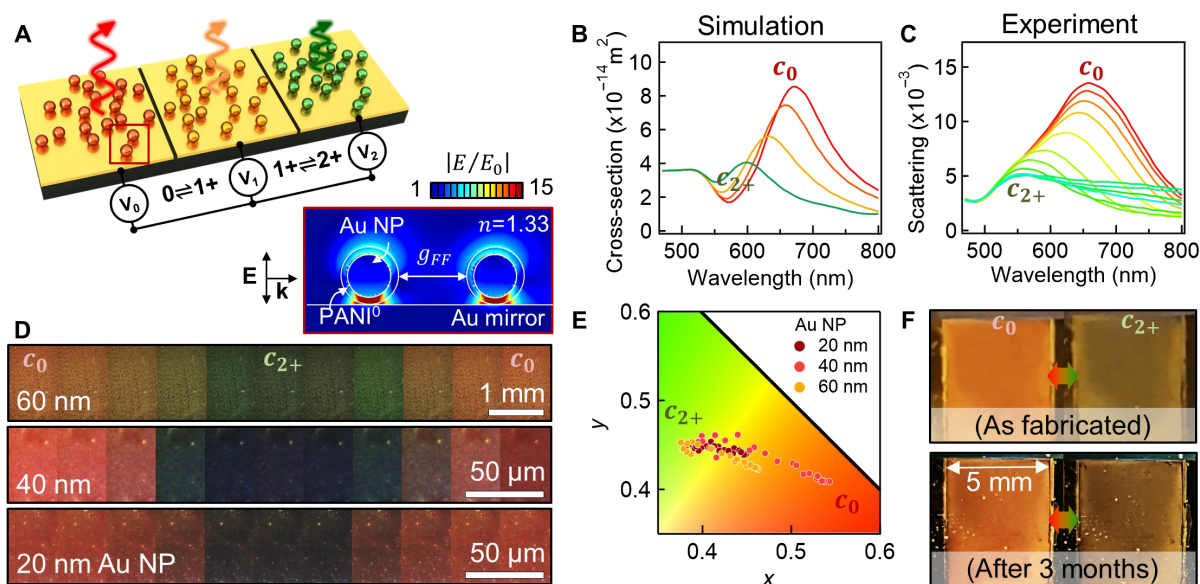 A
V₀
0⇌1+
V₁
1+⇌2+
V₂
|E/E₀|
1
15
Au NP
n=1.33
g_FF
PANI⁰
Au mirror
E
k
B
Simulation
Cross-section (x10⁻¹⁴ m²)
10
8
6
4
2
0
c₀
c₂₊
500
600
700
800
Wavelength (nm)
C
Experiment
Scattering (x10⁻³)
15
10
5
0
c₀
c₂₊
500
600
700
800
Wavelength (nm)
D
c₀
c₂₊
c₀
60 nm
1 mm
40 nm
50 µm
20 nm Au NP
50 µm
E
0.6
0.5
0.4
y
Au NP
20 nm
40 nm
60 nm
c₂₊
c₀
0.4
0.5
0.6
x
F
c₀
c₂₊
(As fabricated)
5 mm
(After 3 months)